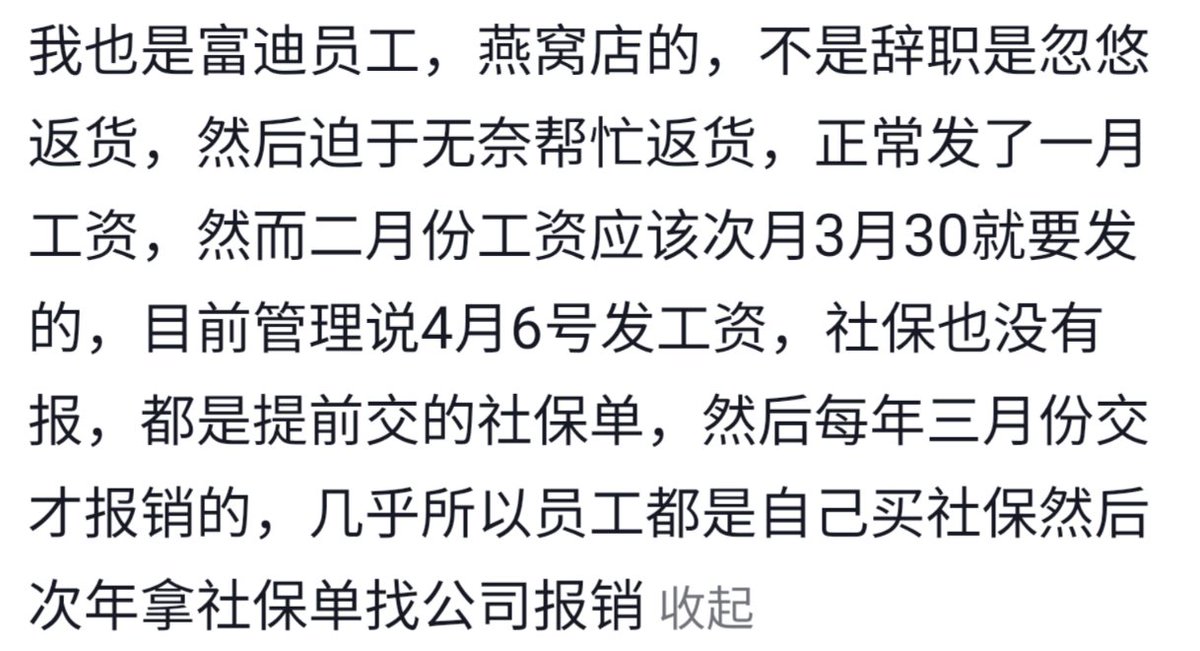 我也是富迪员工，燕窝店的，不是辞职是忽悠
返货，然后迫于无奈帮忙返货，正常发了一月
工资，然而二月份工资应该次月3月30就要发
的，目前管理说4月6号发工资，社保也没有
报，都是提前交的社保单，然后每年三月份交
才报销的，几乎所以员工都是自己买社保然后
次年拿社保单找公司报销 收起